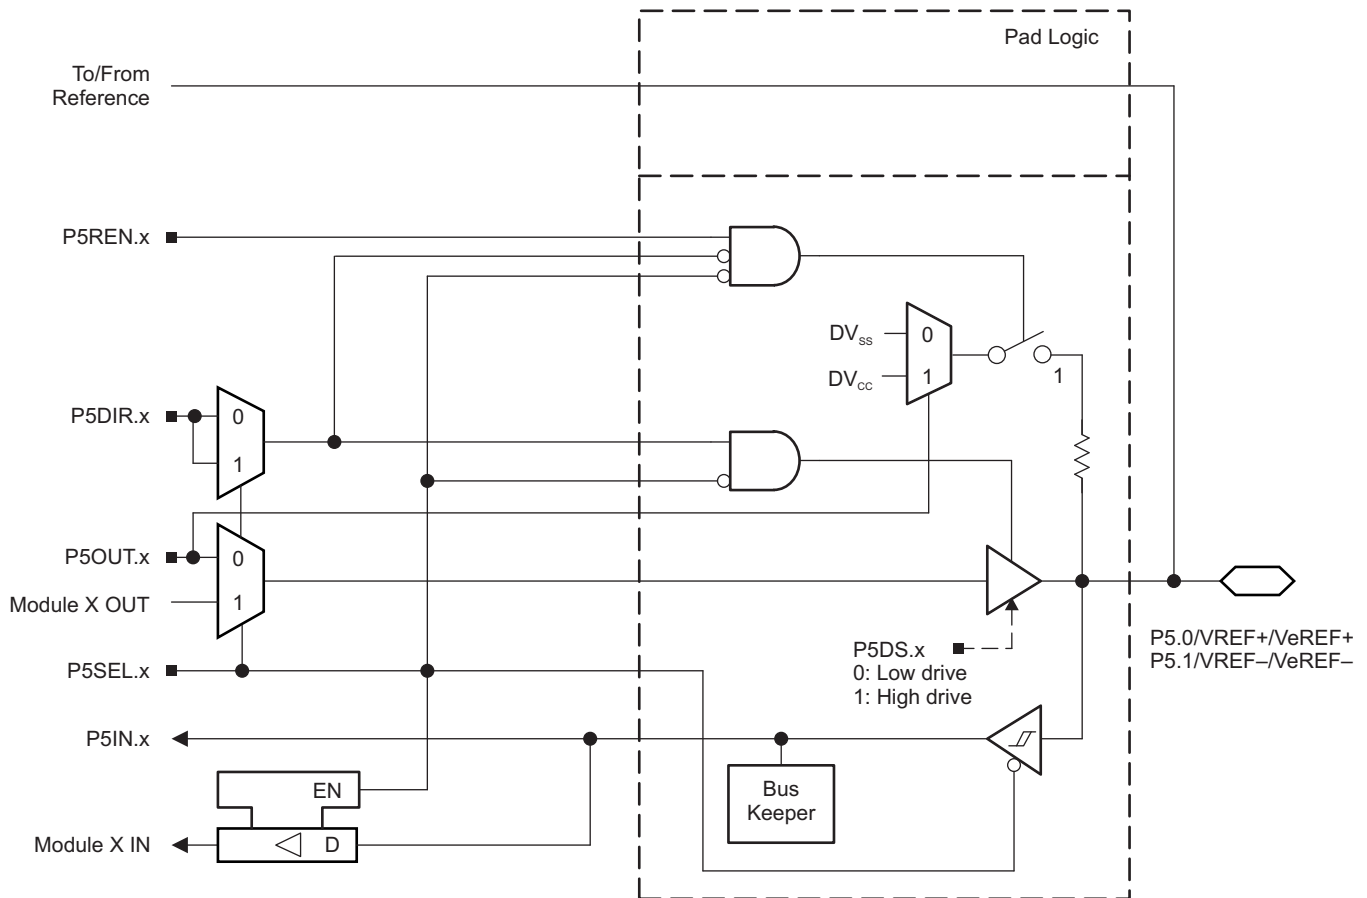 Pad Logic
To/From
Reference
P5REN.x
DVSS
0
DVCC
1
1
P5DIR.x
0
1
P5OUT.x
0
Module X OUT
1
P5SEL.x
P5DS.x
0: Low drive
1: High drive
P5.0/VREF+/VeREF+
P5.1/VREF–/VeREF–
P5IN.x
EN
Bus
Keeper
Module X IN
D